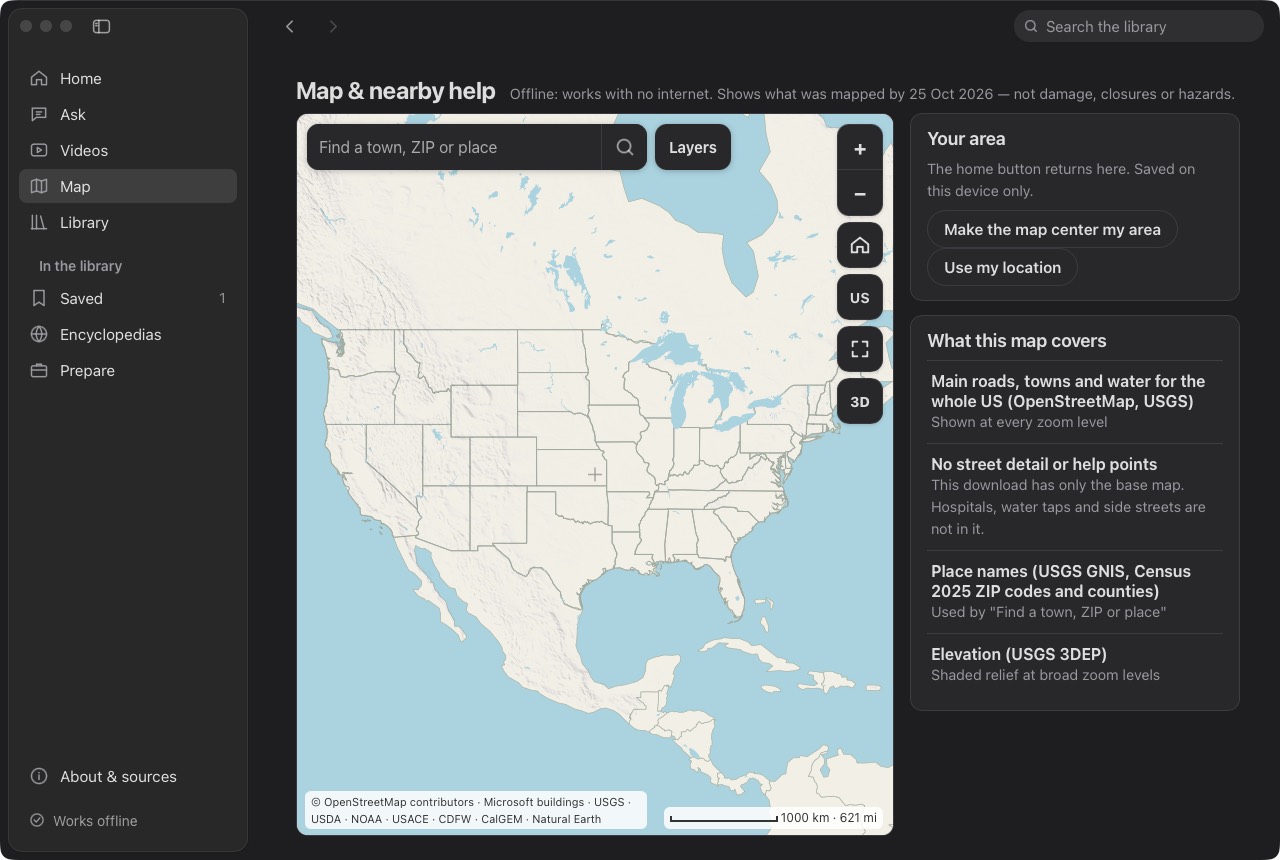 Search the library
Home
Ask
Videos
Map
Library
In the library
Saved 1
Encyclopedias
Prepare
About & sources
Works offline
Map & nearby help
Offline: works with no internet. Shows what was mapped by 25 Oct 2026 — not damage, closures or hazards.
Find a town, ZIP or place
Layers
+
−
US
3D
© OpenStreetMap contributors · Microsoft buildings · USGS ·
USDA · NOAA · USACE · CDFW · CalGEM · Natural Earth
1000 km · 621 mi
Your area
The home button returns here. Saved on
this device only.
Make the map center my area
Use my location
What this map covers
Main roads, towns and water for the
whole US (OpenStreetMap, USGS)
Shown at every zoom level
No street detail or help points
This download has only the base map.
Hospitals, water taps and side streets are
not in it.
Place names (USGS GNIS, Census
2025 ZIP codes and counties)
Used by "Find a town, ZIP or place"
Elevation (USGS 3DEP)
Shaded relief at broad zoom levels